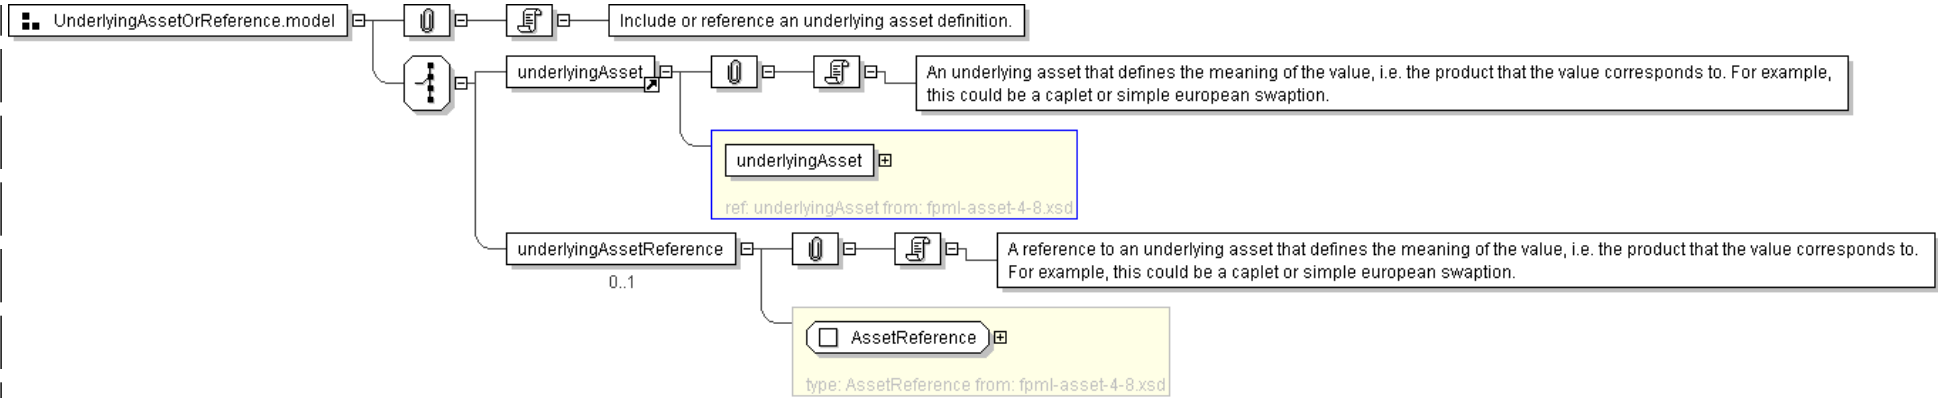 UnderlyingAssetOrReference.model
Include or reference an underlying asset definition.
underlyingAsset
An underlying asset that defines the meaning of the value, i.e. the product that the value corresponds to. For example,
this could be a caplet or simple european swaption.
underlyingAsset
ref: underlyingAsset from: fpml-asset-4-8.xsd
underlyingAssetReference
0..1
A reference to an underlying asset that defines the meaning of the value, i.e. the product that the value corresponds to.
For example, this could be a caplet or simple european swaption.
AssetReference
type: AssetReference from: fpml-asset-4-8.xsd